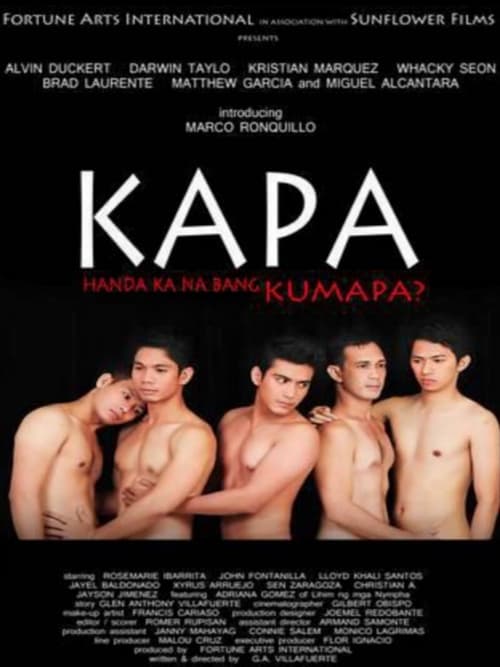 FORTUNE ARTS INTERNATIONAL IN ASSOCIATION WITH SUNFLOWER FILMS
PRESENTS
ALVIN DUCKERT DARWIN TAYLO KRISTIAN MARQUEZ WHACKY SEON
BRAD LAURENTE MATTHEW GARCIA and MIGUEL ALCANTARA
introducing
MARCO RONQUILLO
KAPA
HANDA KA NA BANG KUMAPA?
starring ROSEMARIE IBARRITA JOHN FONTANILLA LLOYD KHALI SANTOS
JAYEL BALDONADO KYRUS ARRUEJO SEN ZARAGOZA CHRISTIAN A.
JAYSON JIMENEZ featuring ADRIANA GOMEZ of Lihim ng mga Nympha
story GLEN ANTHONY VILLAFUERTE cinematographer GILBERT OBISPO
make-up artist FRANCIS CARIASO production designer JOEMEL REDOBANTE
editor / scorer ROMER RUPISAN assistant director ARMAND SAMONTE
production assistant JANNY MAHAYAG CONNIE SALEM MONICO LAGRIMAS
line producer MALOU CRUZ executive producer FLOR IGNACIO
produced by FORTUNE ARTS INTERNATIONAL
written & directed by G.A. VILLAFUERTE